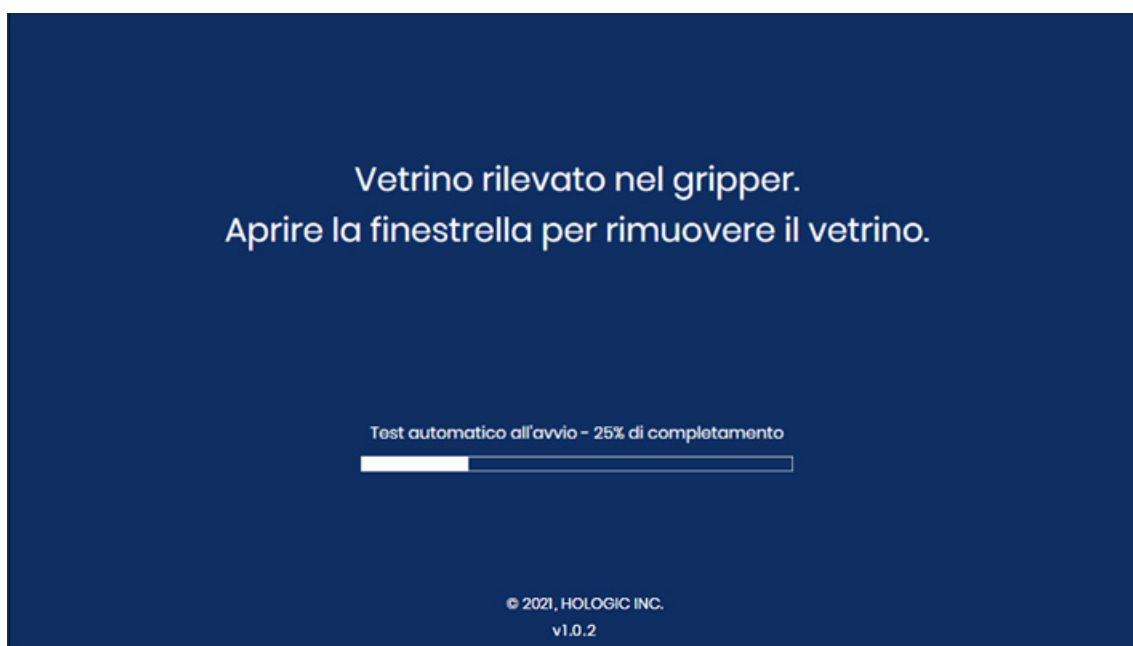 Vetrino rilevato nel gripper.
Aprire la finestrella per rimuovere il vetrino.
Test automatico all'avvio - 25% di completamento
© 2021, HOLOGIC INC.
v1.0.2